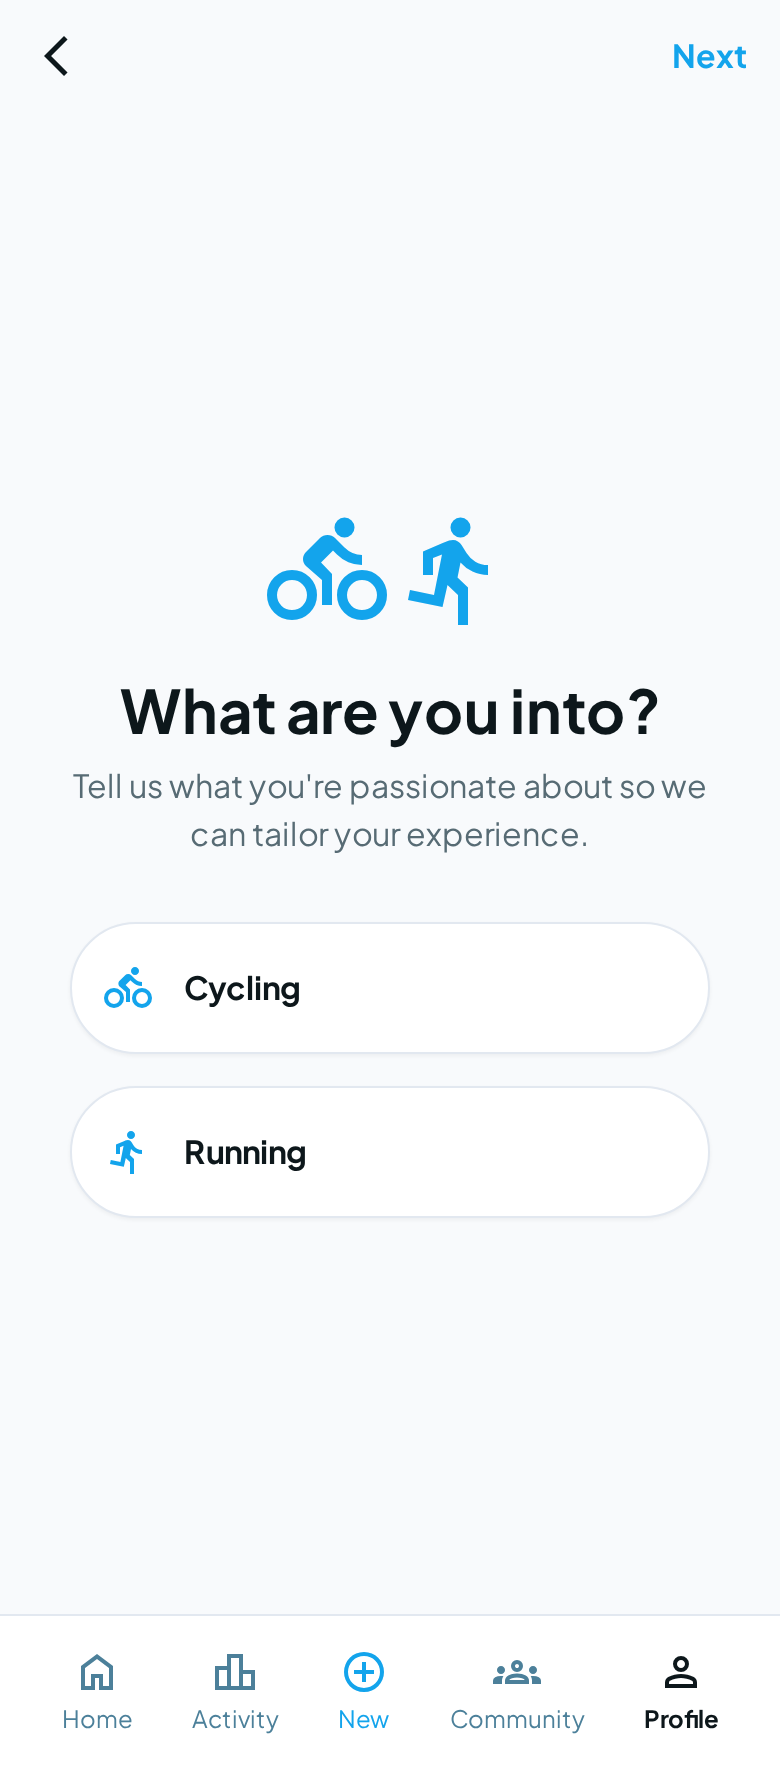 Next
What are you into?
Tell us what you're passionate about so we
can tailor your experience.
Cycling
Running
Home
Activity
New
Community
Profile